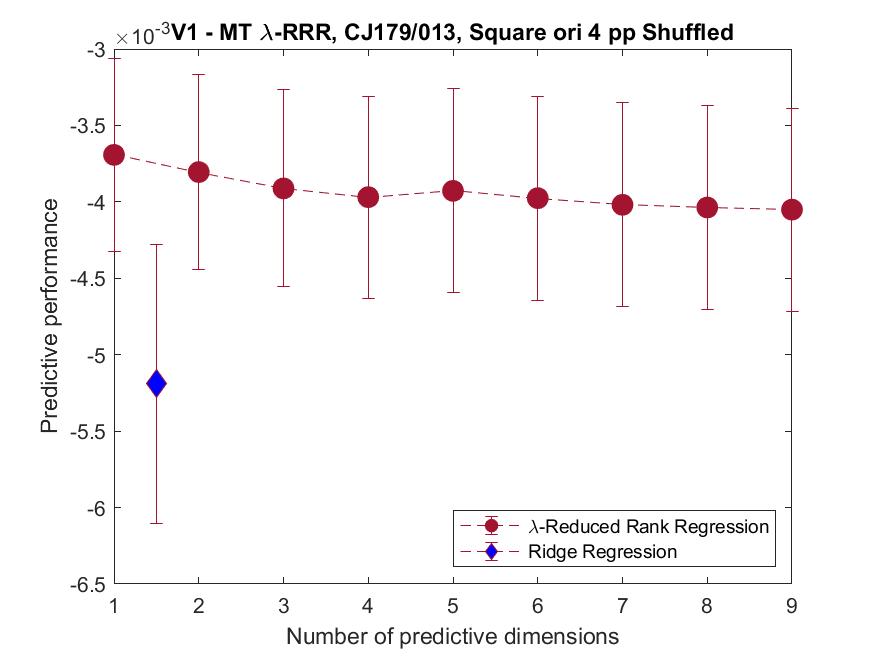 ×10⁻³
V1 - MT λ-RRR, CJ179/013, Square ori 4 pp Shuffled
-3
-3.5
-4
-4.5
-5
-5.5
-6
-6.5
Predictive performance
λ-Reduced Rank Regression
Ridge Regression
1 2 3 4 5 6 7 8 9
Number of predictive dimensions